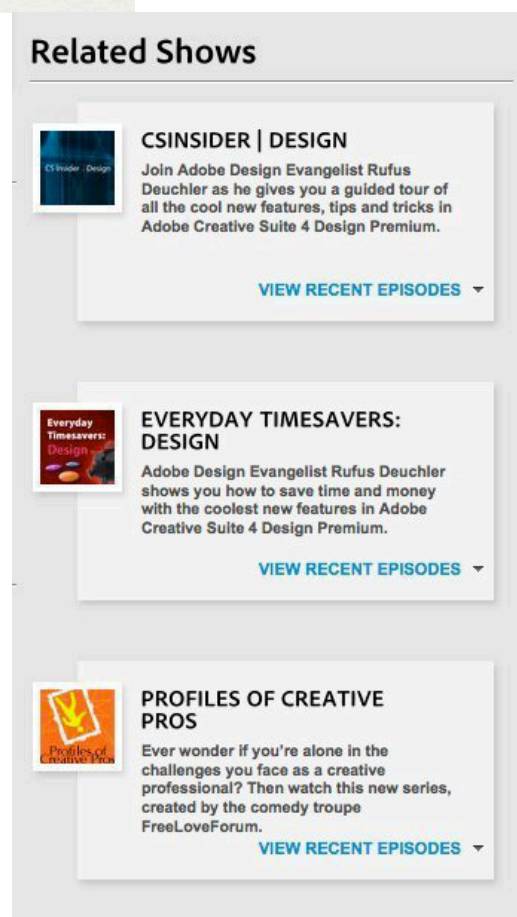 Related Shows
CS Insider : Design
CSINSIDER | DESIGN
Join Adobe Design Evangelist Rufus
Deuchler as he gives you a guided tour of
all the cool new features, tips and tricks in
Adobe Creative Suite 4 Design Premium.
VIEW RECENT EPISODES
Everyday
Timesavers:
Design
EVERYDAY TIMESAVERS:
DESIGN
Adobe Design Evangelist Rufus Deuchler
shows you how to save time and money
with the coolest new features in Adobe
Creative Suite 4 Design Premium.
VIEW RECENT EPISODES
Profiles of
Creative Pros
PROFILES OF CREATIVE
PROS
Ever wonder if you’re alone in the
challenges you face as a creative
professional? Then watch this new series,
created by the comedy troupe
FreeLoveForum.
VIEW RECENT EPISODES